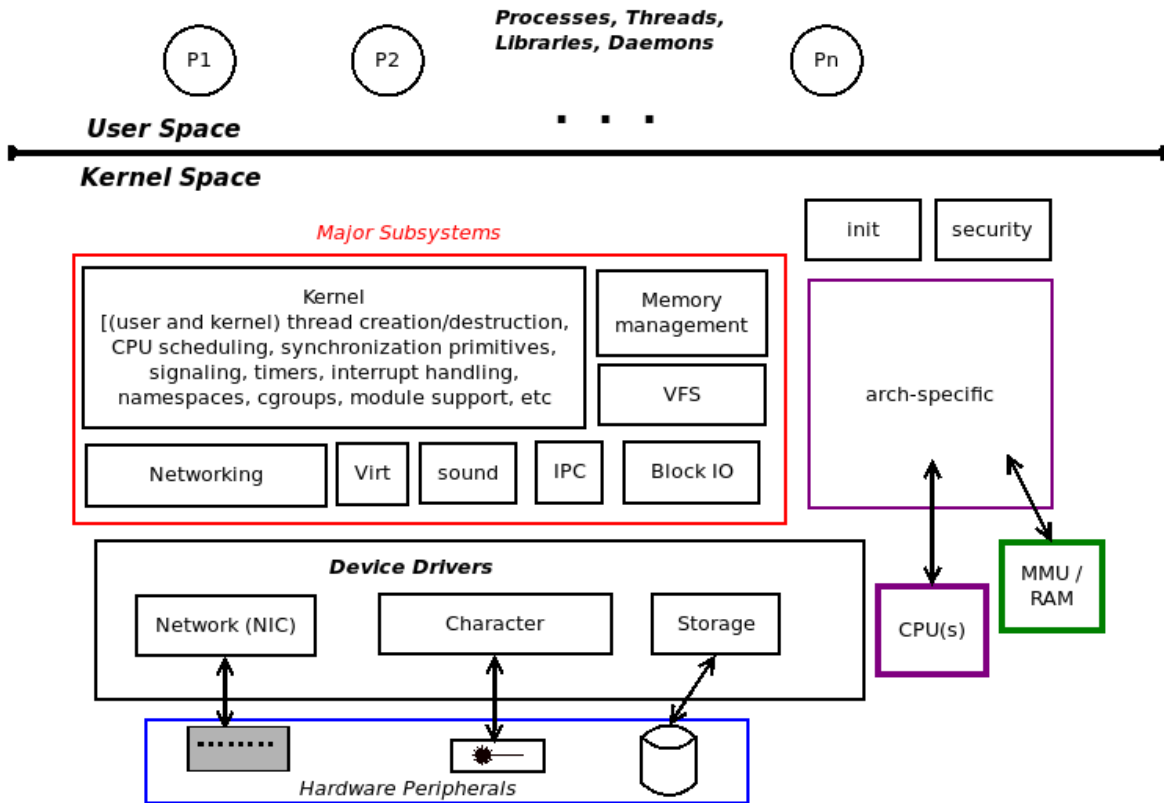 Processes, Threads,
Libraries, Daemons
P1
P2
Pn
. . .
User Space
Kernel Space
Major Subsystems
init
security
Kernel
[(user and kernel) thread creation/destruction,
CPU scheduling, synchronization primitives,
signaling, timers, interrupt handling,
namespaces, cgroups, module support, etc
Memory
management
VFS
arch-specific
Networking
Virt
sound
IPC
Block IO
Device Drivers
Network (NIC)
Character
Storage
CPU(s)
MMU /
RAM
Hardware Peripherals